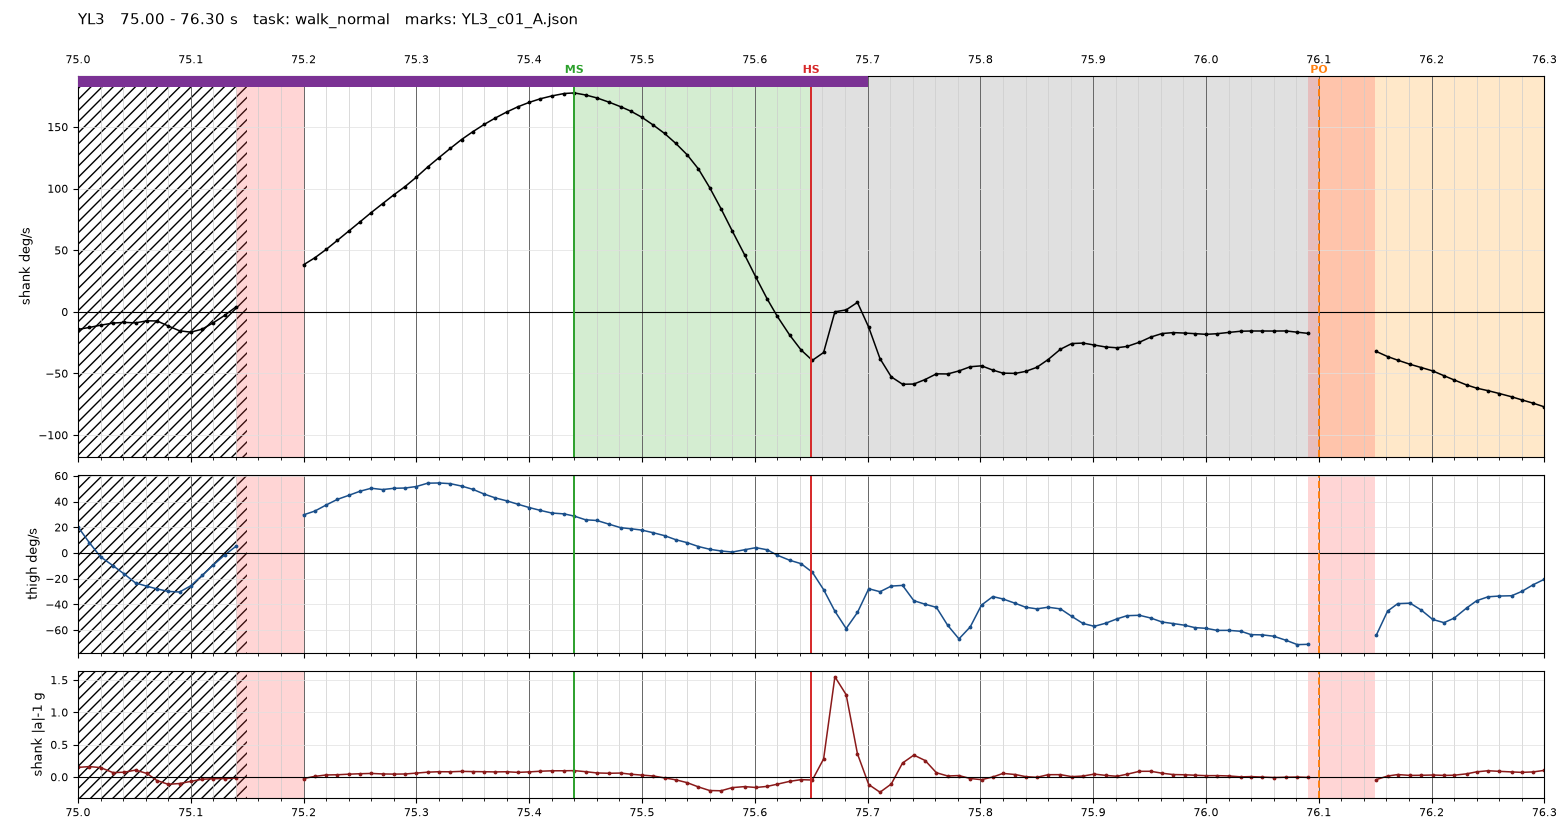 YL3   75.00 - 76.30 s   task: walk_normal   marks: YL3_c01_A.json
75.0 75.1 75.2 75.3 75.4 75.5 75.6 75.7 75.8 75.9 76.0 76.1 76.2 76.3
MS HS PO
shank deg/s
150
100
50
0
−50
−100
thigh deg/s
60
40
20
0
−20
−40
−60
shank |a|-1 g
1.5
1.0
0.5
0.0
75.0 75.1 75.2 75.3 75.4 75.5 75.6 75.7 75.8 75.9 76.0 76.1 76.2 76.3